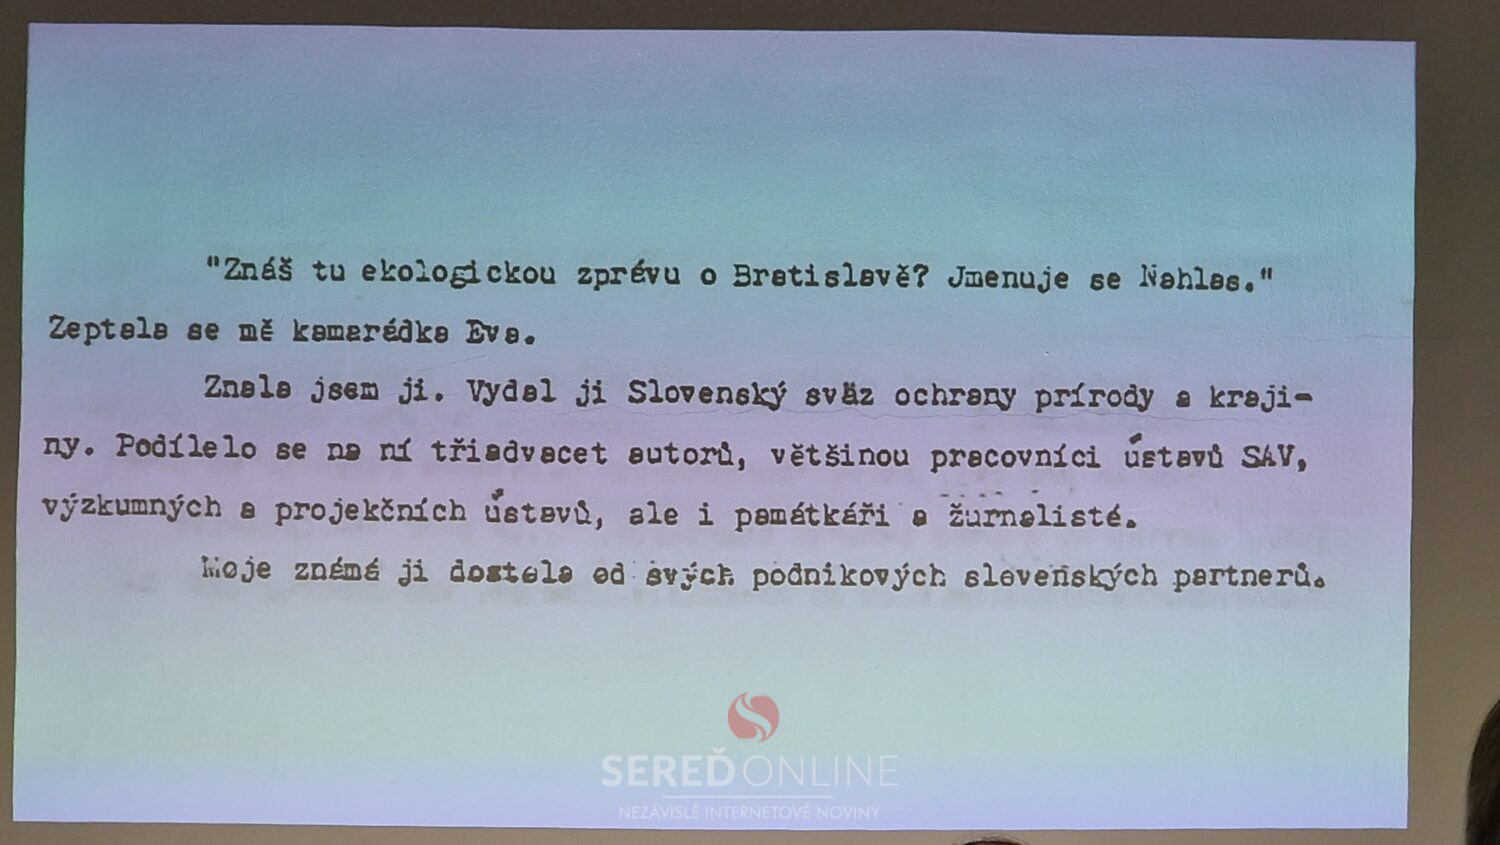 "Znáš tu ekologickou zprávu o Bratislavě? Jmenuje se Nahlas."
Zeptala se mě kamarádka Eva.
Znala jsem ji. Vydal ji Slovenský sväz ochrany prírody a kraji-
ny. Podílelo se na ní třiadvacet autorů, většinou pracovníci ústavů SAV,
výzkumných a projekčních ústavů, ale i památkáři a žurnalisté.
Moje známá ji dostala od svých podnikových slovenských partnerů.
SEREĎONLINE
NEZÁVISLÉ INTERNETOVÉ NOVINY